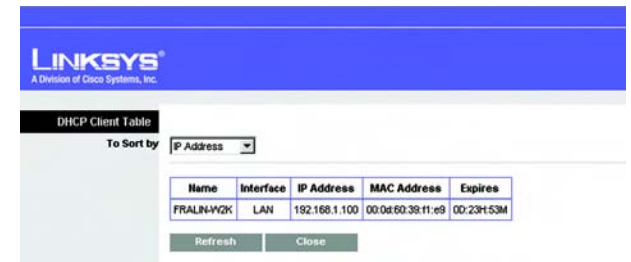 LINKSYS®
A Division of Cisco Systems, Inc.
DHCP Client Table
To Sort by IP Address
Name Interface IP Address MAC Address Expires
FRALIN-W2K LAN 192.168.1.100 00:0d:60:39:f1:e9 0D:23H:53M
Refresh Close